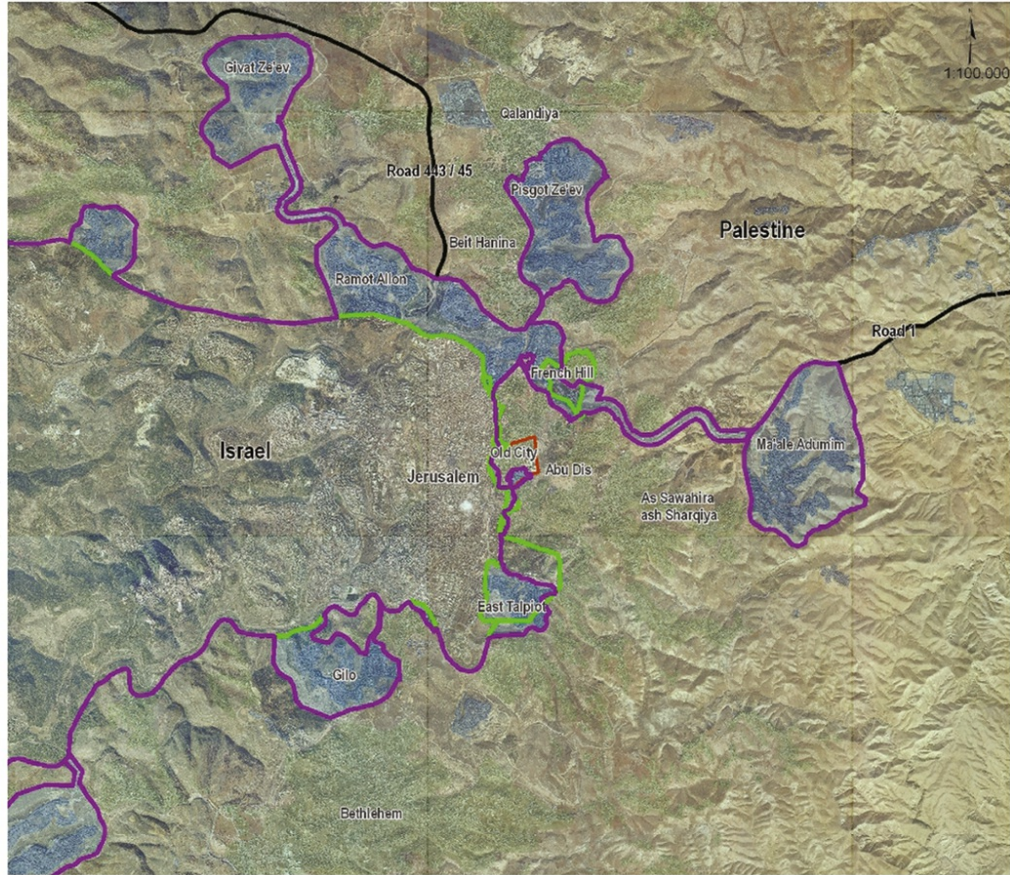 Givat Ze'ev
1:100.000
Qalandiya
Road 443 / 45
Pisgot Ze'ev
Palestine
Beit Hanina
Ramot Allon
Road 1
French Hill
Ma'ale Adumim
Israel
Old City
Jerusalem
Abu Dis
As Sawahira
ash Sharqiya
East Talpiot
Gilo
Bethlehem